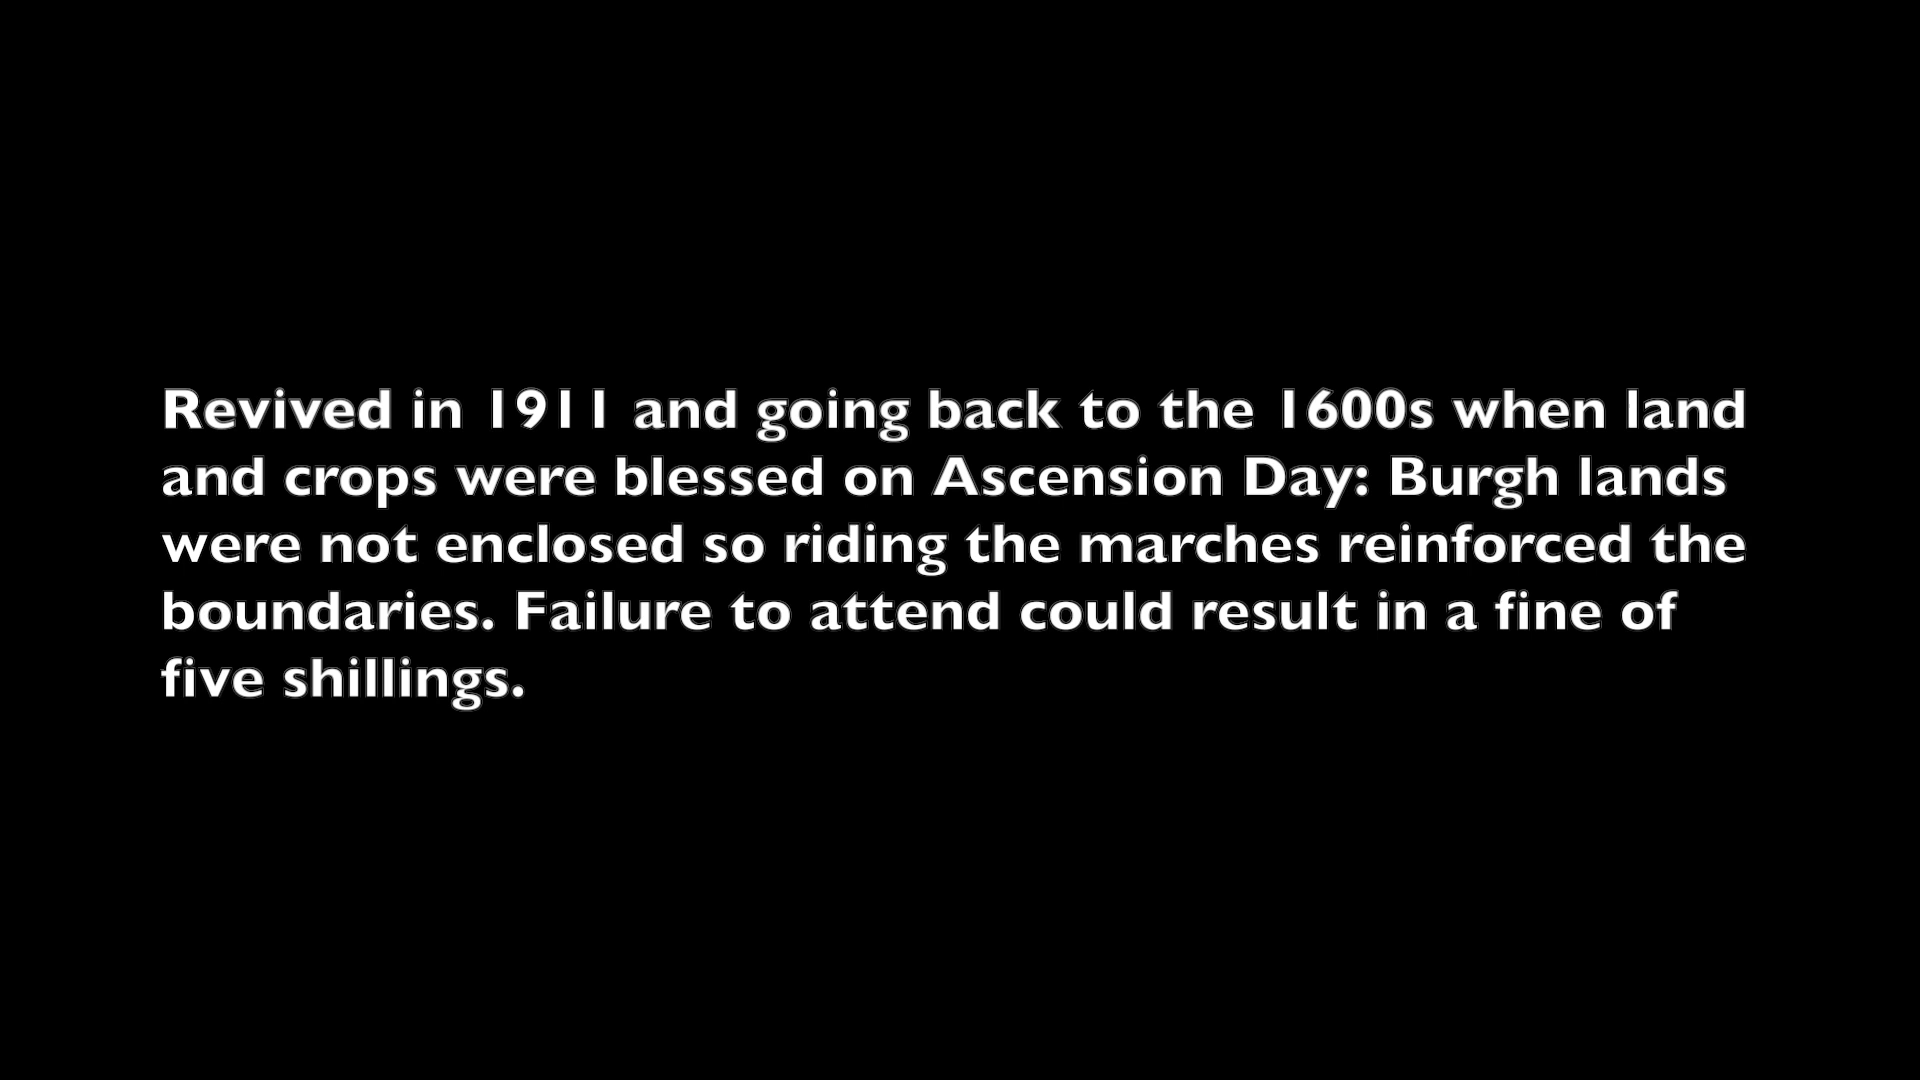 Revived in 1911 and going back to the 1600s when land
and crops were blessed on Ascension Day: Burgh lands
were not enclosed so riding the marches reinforced the
boundaries. Failure to attend could result in a fine of
five shillings.